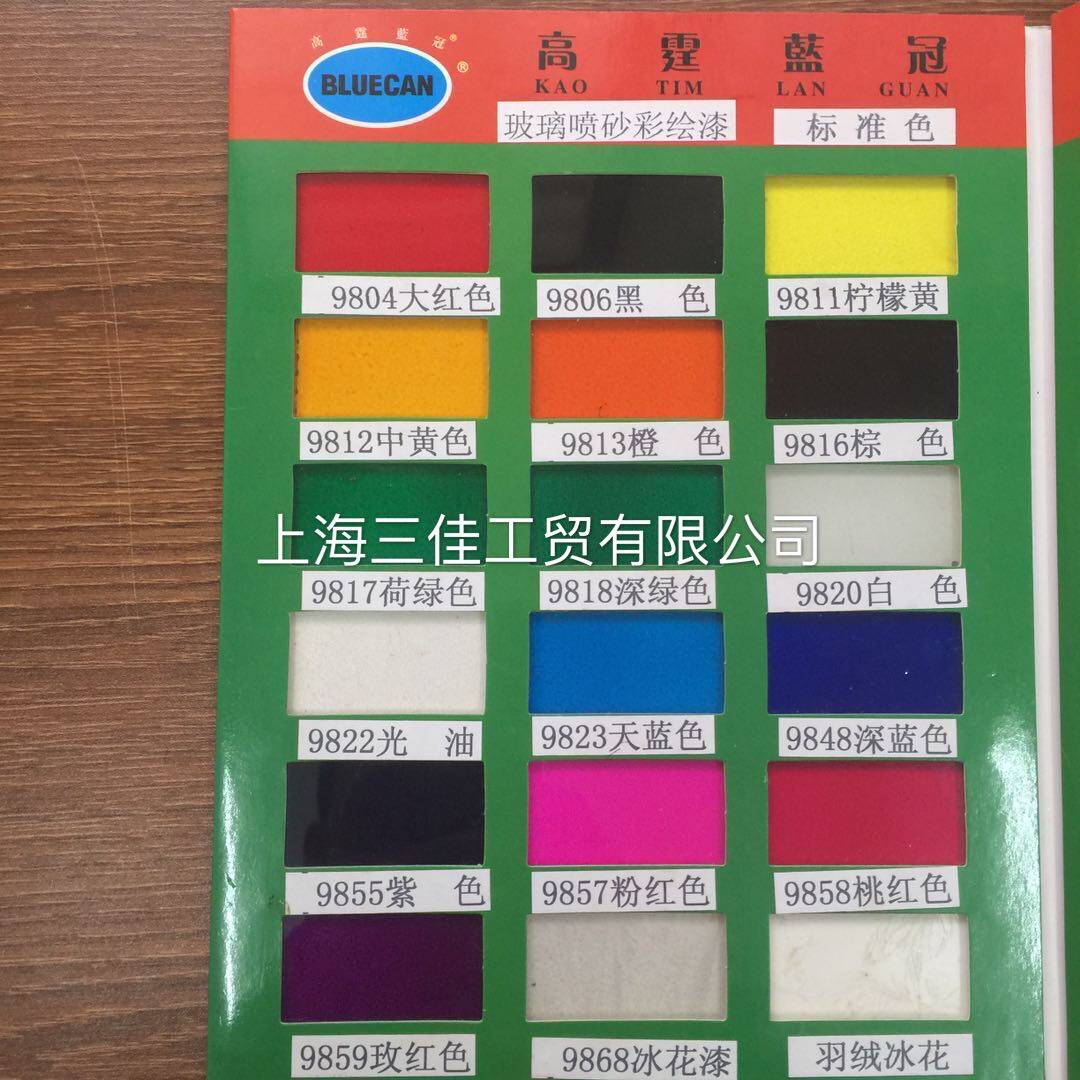 高霆藍冠®
BLUECAN®
高霆藍冠
KAO TIM LAN GUAN
玻璃喷砂彩绘漆 标准色
9804大红色 9806黑 色 9811柠檬黄
9812中黄色 9813橙 色 9816棕 色
上海三佳工贸有限公司
9817荷绿色 9818深绿色 9820白 色
9822光 油 9823天蓝色 9848深蓝色
9855紫 色 9857粉红色 9858桃红色
9859玫红色 9868冰花漆 羽绒冰花